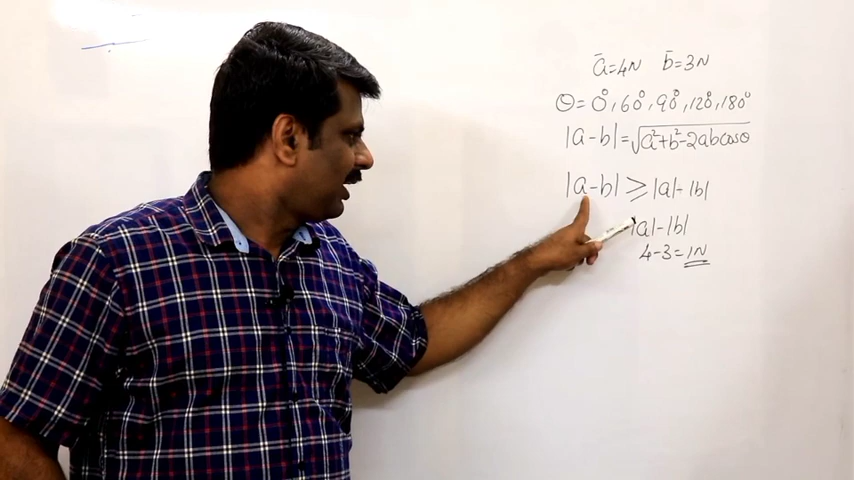 a̅=4N b̅=3N
θ=0°,60°,90°,120°,180°
|a-b|=√a²+b²-2abcosθ
|a-b| ≥ |a|-|b|
|a|-|b|
4-3=1N